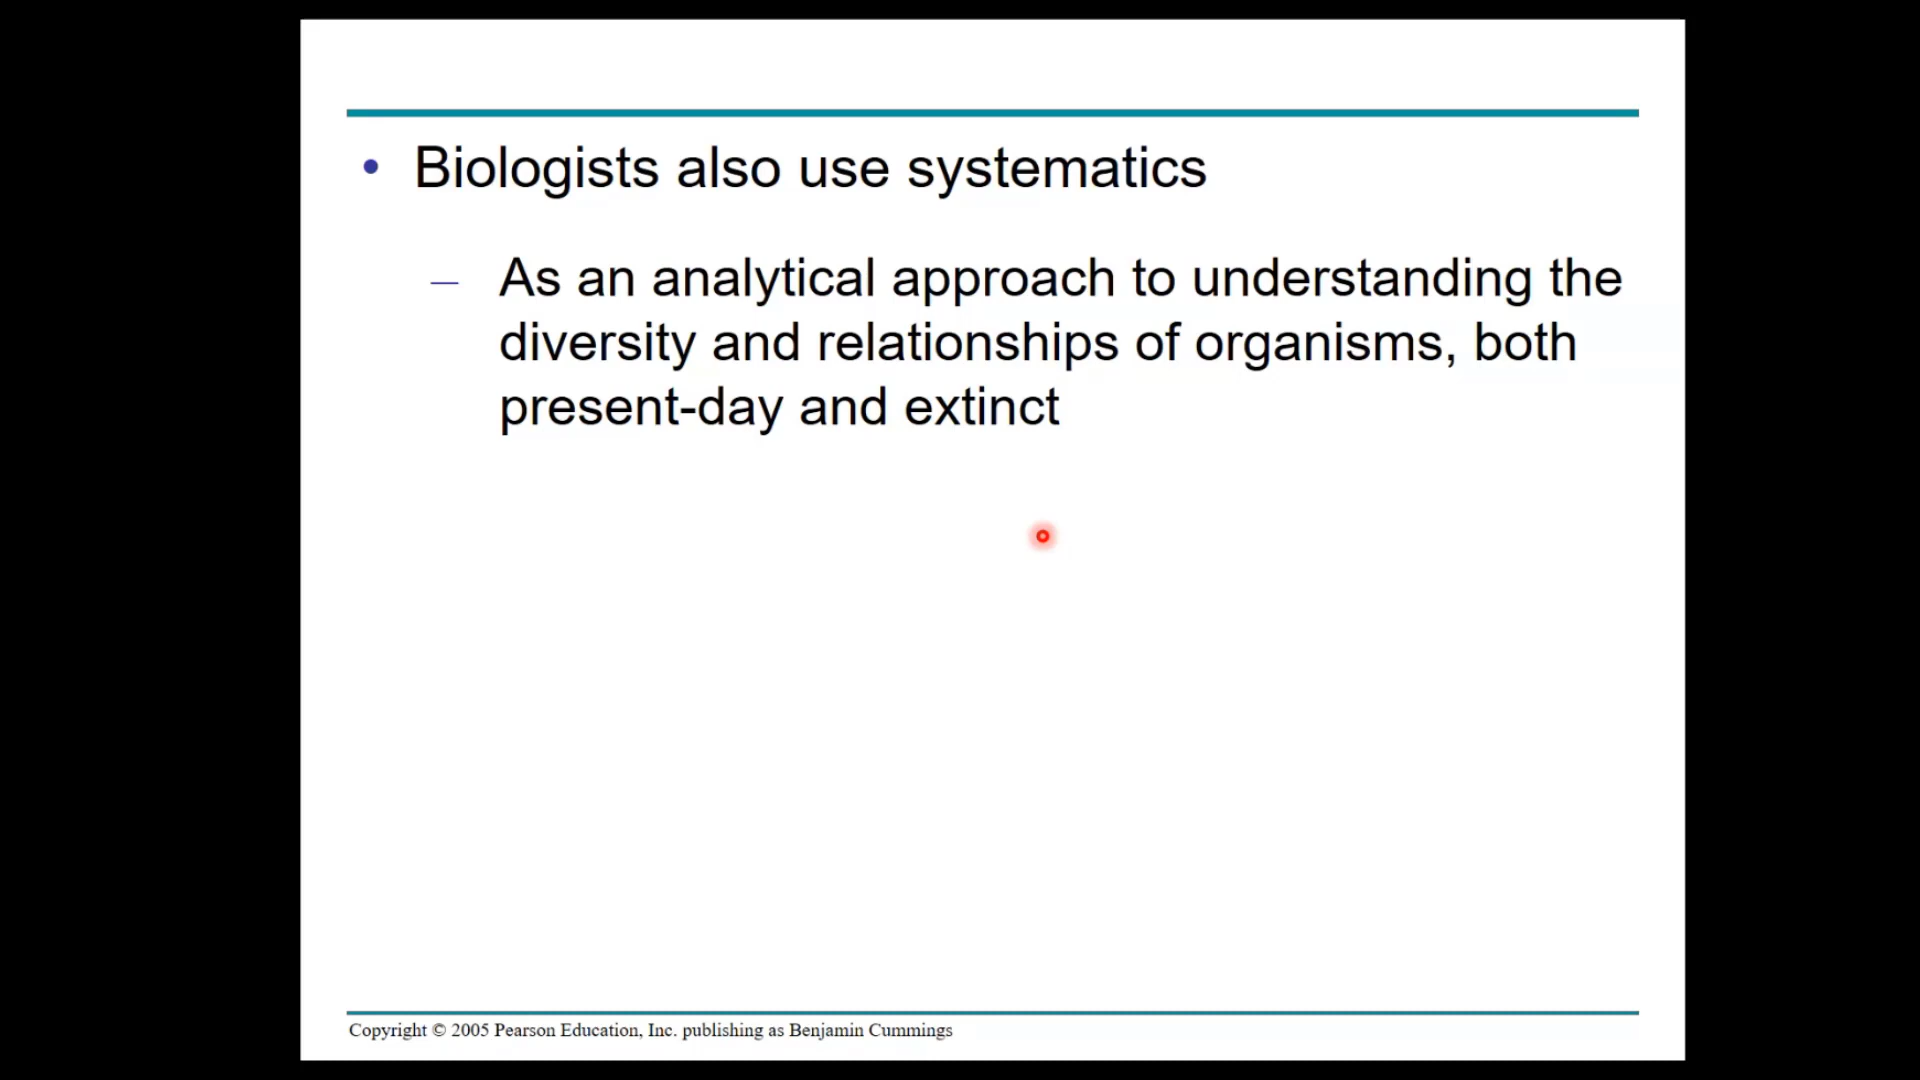 • Biologists also use systematics
– As an analytical approach to understanding the
diversity and relationships of organisms, both
present-day and extinct
Copyright © 2005 Pearson Education, Inc. publishing as Benjamin Cummings